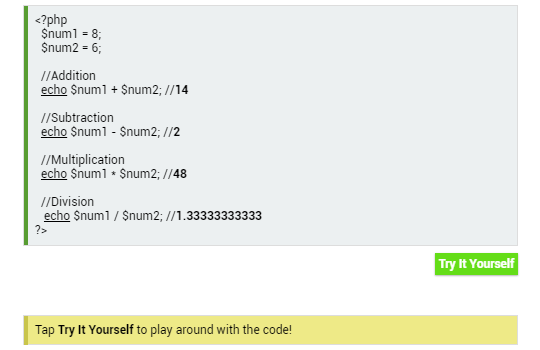 <?php
$num1 = 8;
$num2 = 6;
//Addition
echo $num1 + $num2; //14
//Subtraction
echo $num1 - $num2; //2
//Multiplication
echo $num1 * $num2; //48
//Division
echo $num1 / $num2; //1.33333333333
?>
Try It Yourself
Tap Try It Yourself to play around with the code!